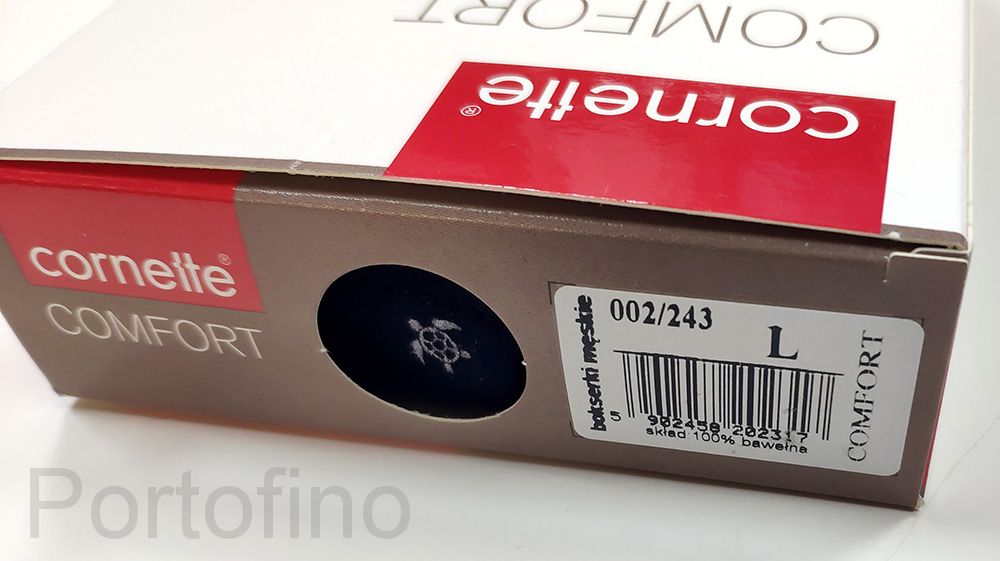 COMFORT
cornette®
cornette®
COMFORT
bokserki męskie
002/243
L
5 902458 202317
skład 100% bawełna
COMFORT
Portofino